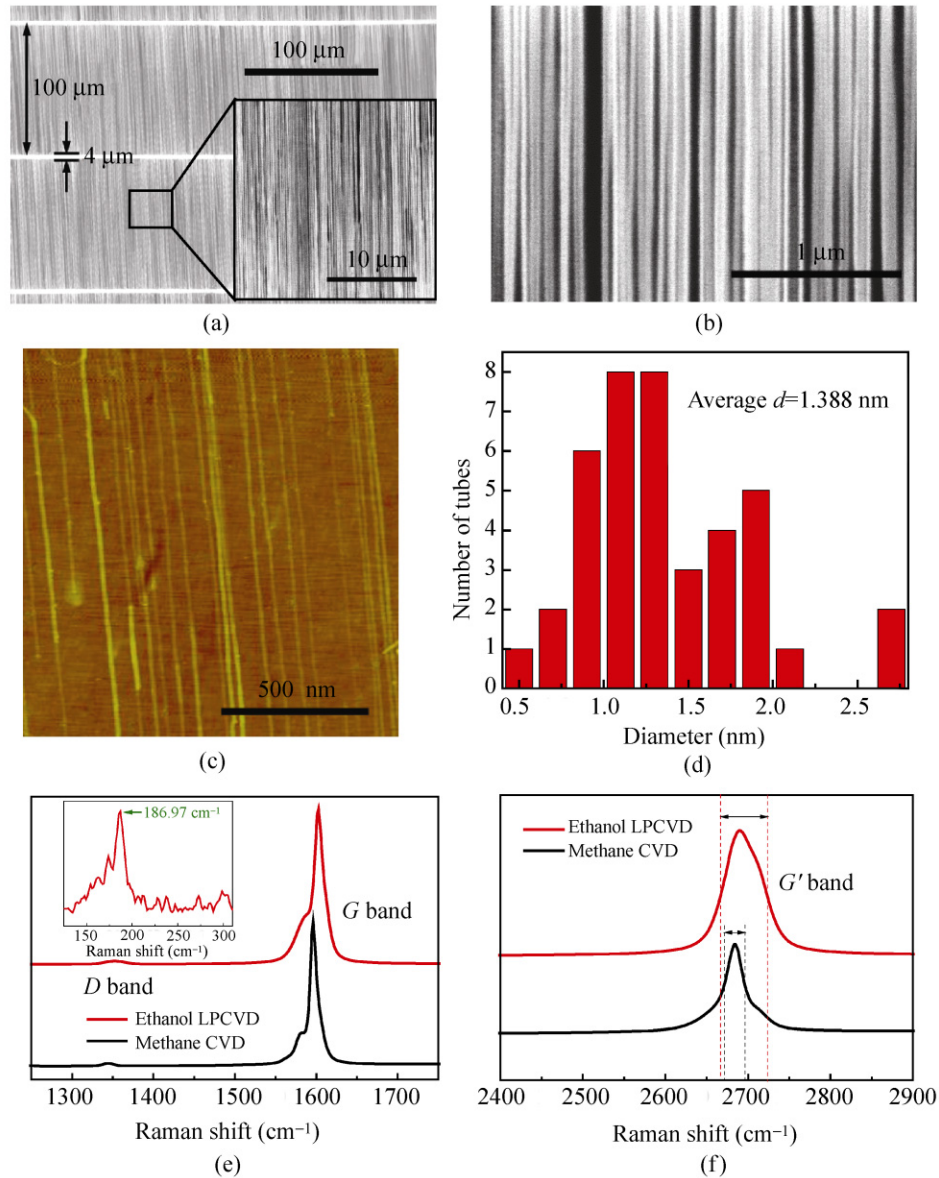 100 μm
100 μm
4 μm
10 μm
(a)
1 μm
(b)
500 nm
(c)
8
7
6
5
4
3
2
1
0
Number of tubes
Average d=1.388 nm
0.5 1.0 1.5 2.0 2.5
Diameter (nm)
(d)
186.97 cm⁻¹
150 200 250 300
Raman shift (cm⁻¹)
G band
D band
Ethanol LPCVD
Methane CVD
1300 1400 1500 1600 1700
Raman shift (cm⁻¹)
(e)
Ethanol LPCVD
Methane CVD
G′ band
2400 2500 2600 2700 2800 2900
Raman shift (cm⁻¹)
(f)